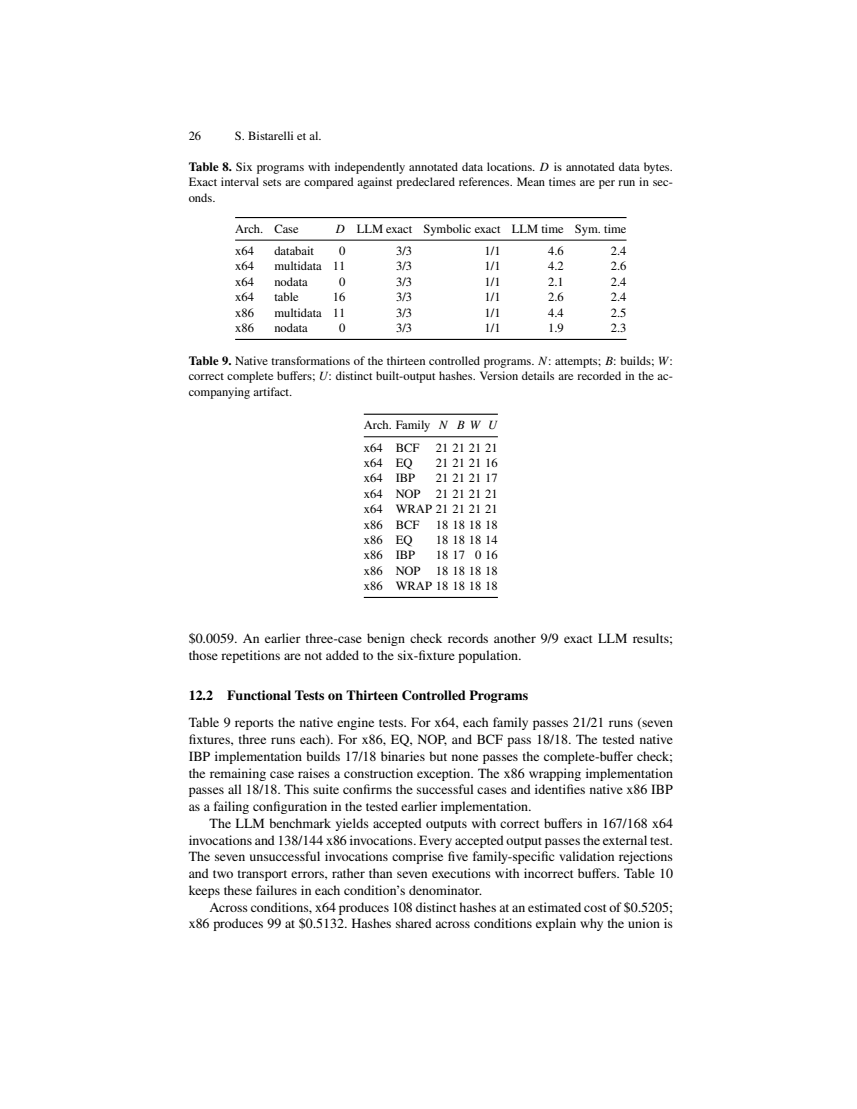 26 S. Bistarelli et al.
Table 8. Six programs with independently annotated data locations. D is annotated data bytes.
Exact interval sets are compared against predeclared references. Mean times are per run in sec-
onds.
Arch. Case D LLM exact Symbolic exact LLM time Sym. time
x64 databait 0 3/3 1/1 4.6 2.4
x64 multidata 11 3/3 1/1 4.2 2.6
x64 nodata 0 3/3 1/1 2.1 2.4
x64 table 16 3/3 1/1 2.6 2.4
x86 multidata 11 3/3 1/1 4.4 2.5
x86 nodata 0 3/3 1/1 1.9 2.3
Table 9. Native transformations of the thirteen controlled programs. N: attempts; B: builds; W:
correct complete buffers; U: distinct built-output hashes. Version details are recorded in the ac-
companying artifact.
Arch. Family N B W U
x64 BCF 21 21 21 21
x64 EQ 21 21 21 16
x64 IBP 21 21 21 17
x64 NOP 21 21 21 21
x64 WRAP 21 21 21 21
x86 BCF 18 18 18 18
x86 EQ 18 18 18 14
x86 IBP 18 17 0 16
x86 NOP 18 18 18 18
x86 WRAP 18 18 18 18
$0.0059. An earlier three-case benign check records another 9/9 exact LLM results;
those repetitions are not added to the six-fixture population.
12.2 Functional Tests on Thirteen Controlled Programs
Table 9 reports the native engine tests. For x64, each family passes 21/21 runs (seven
fixtures, three runs each). For x86, EQ, NOP, and BCF pass 18/18. The tested native
IBP implementation builds 17/18 binaries but none passes the complete-buffer check;
the remaining case raises a construction exception. The x86 wrapping implementation
passes all 18/18. This suite confirms the successful cases and identifies native x86 IBP
as a failing configuration in the tested earlier implementation.
The LLM benchmark yields accepted outputs with correct buffers in 167/168 x64
invocations and 138/144 x86 invocations. Every accepted output passes the external test.
The seven unsuccessful invocations comprise five family-specific validation rejections
and two transport errors, rather than seven executions with incorrect buffers. Table 10
keeps these failures in each condition's denominator.
Across conditions, x64 produces 108 distinct hashes at an estimated cost of $0.5205;
x86 produces 99 at $0.5132. Hashes shared across conditions explain why the union is